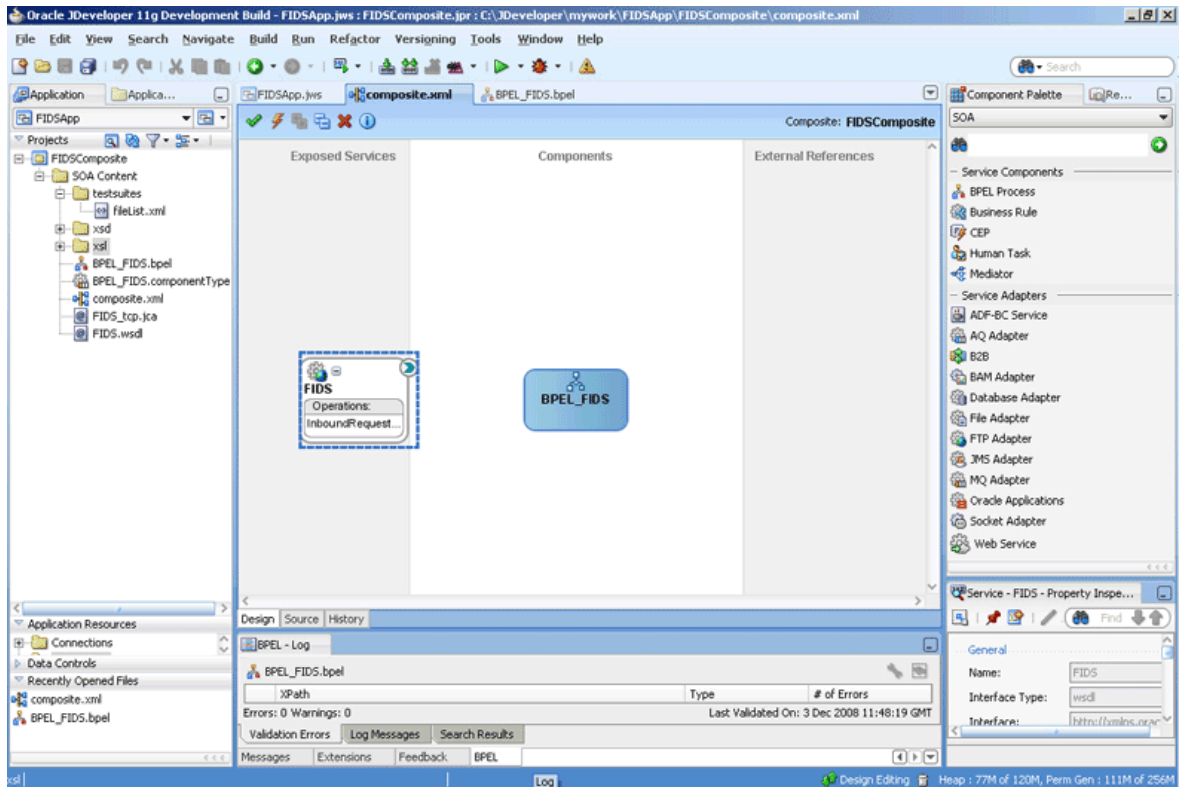 Oracle JDeveloper 11g Development Build - FIDSApp.jws : FIDSComposite.jpr : C:\JDeveloper\mywork\FIDSApp\FIDSComposite\composite.xml
File Edit View Search Navigate Build Run Refactor Versioning Tools Window Help
Search
Application Applica...
FIDSApp
Projects
FIDSComposite
SOA Content
testsuites
fileList.xml
xsd
xsl
BPEL_FIDS.bpel
BPEL_FIDS.componentType
composite.xml
FIDS_tcp.jca
FIDS.wsdl
Application Resources
Connections
Data Controls
Recently Opened Files
composite.xml
BPEL_FIDS.bpel
FIDSApp.jws composite.xml BPEL_FIDS.bpel
Composite: FIDSComposite
Exposed Services Components External References
FIDS
Operations:
InboundRequest...
BPEL_FIDS
Design Source History
BPEL - Log
BPEL_FIDS.bpel
XPath Type # of Errors
Errors: 0 Warnings: 0 Last Validated On: 3 Dec 2008 11:48:19 GMT
Validation Errors Log Messages Search Results
Messages Extensions Feedback BPEL
Component Palette Re...
SOA
Service Components
BPEL Process
Business Rule
CEP
Human Task
Mediator
Service Adapters
ADF-BC Service
AQ Adapter
B2B
BAM Adapter
Database Adapter
File Adapter
FTP Adapter
JMS Adapter
MQ Adapter
Oracle Applications
Socket Adapter
Web Service
Service - FIDS - Property Inspe...
Find
General
Name: FIDS
Interface Type: wsdl
Interface: http://xmlns.orac
xsl Log Design Editing Heap : 77M of 120M, Perm Gen : 111M of 256M